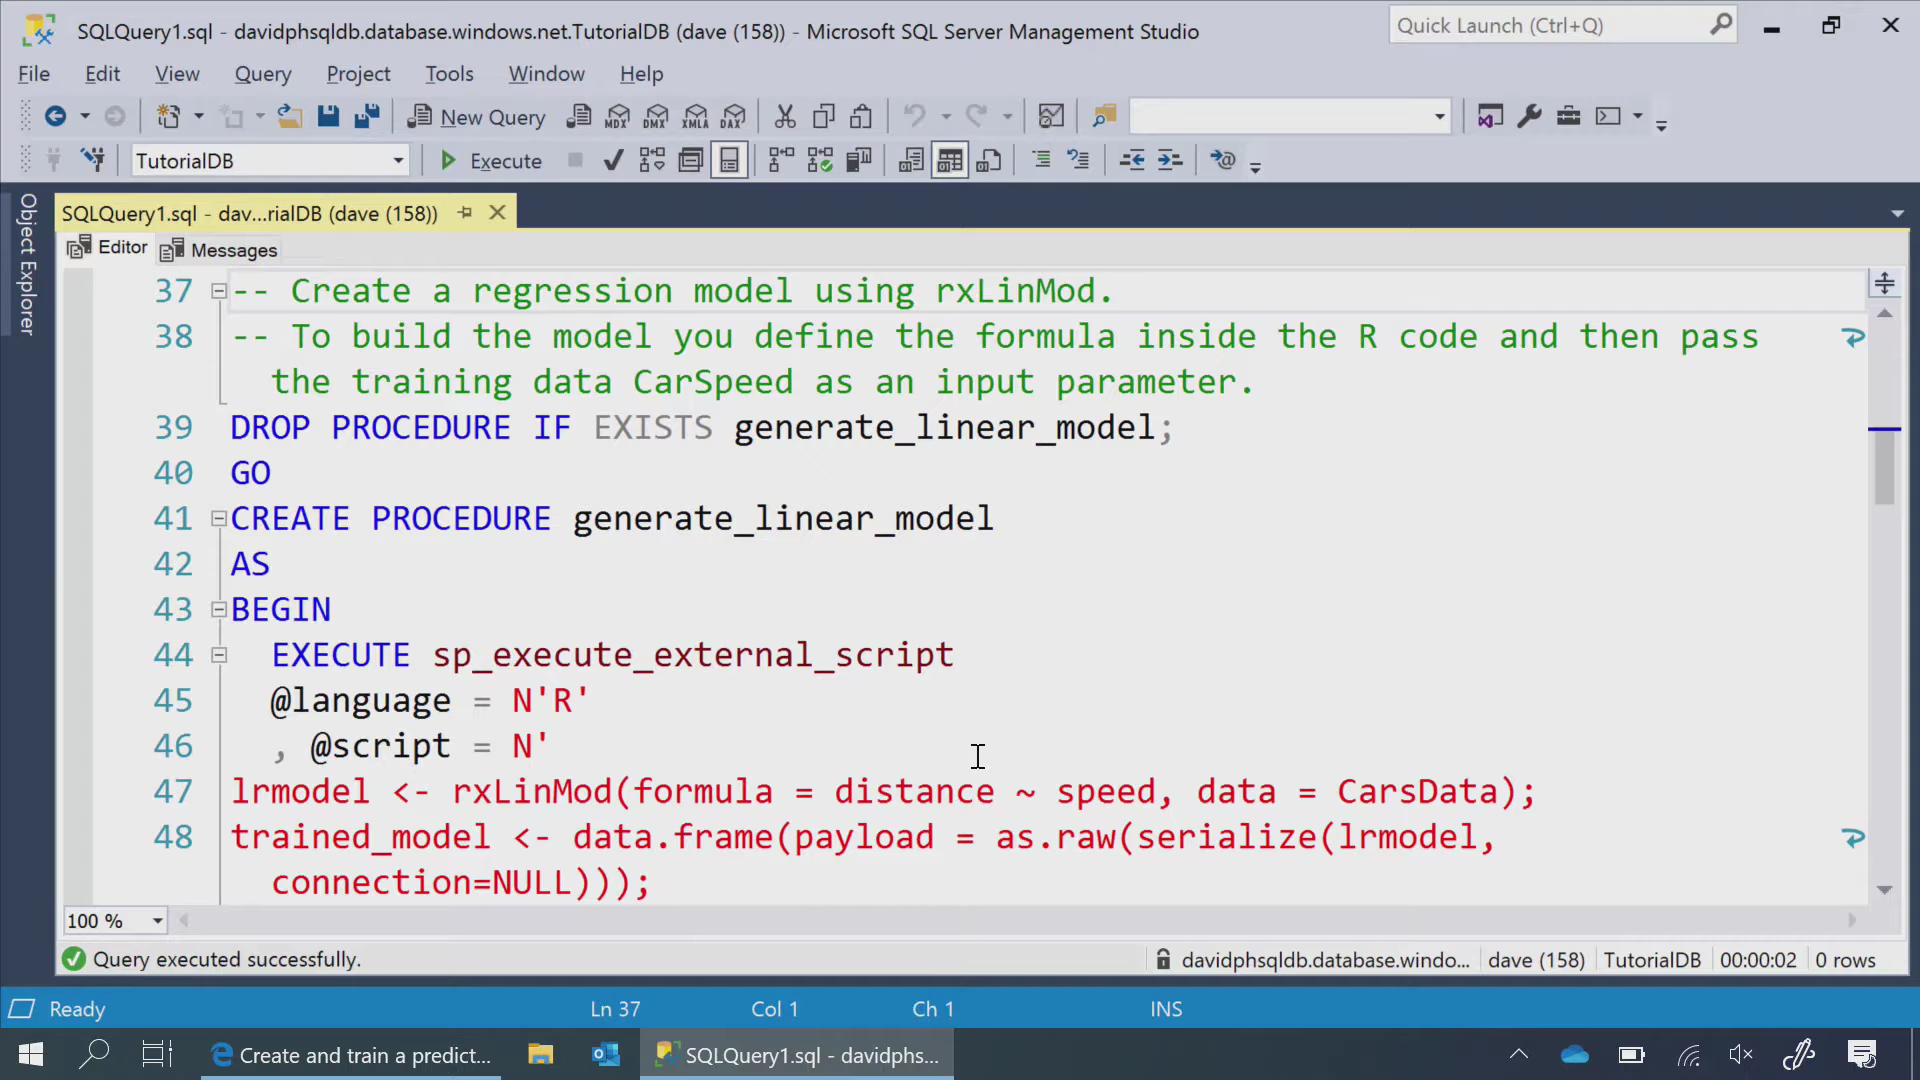 SQLQuery1.sql - davidphsqldb.database.windows.net.TutorialDB (dave (158)) - Microsoft SQL Server Management Studio
Quick Launch (Ctrl+Q)
File Edit View Query Project Tools Window Help
New Query MDX DMX XMLA DAX
TutorialDB Execute
SQLQuery1.sql - dav...rialDB (dave (158))
Object Explorer
Editor Messages
37 -- Create a regression model using rxLinMod.
38 -- To build the model you define the formula inside the R code and then pass
the training data CarSpeed as an input parameter.
39 DROP PROCEDURE IF EXISTS generate_linear_model;
40 GO
41 CREATE PROCEDURE generate_linear_model
42 AS
43 BEGIN
44 EXECUTE sp_execute_external_script
45 @language = N'R'
46 , @script = N'
47 lrmodel <- rxLinMod(formula = distance ~ speed, data = CarsData);
48 trained_model <- data.frame(payload = as.raw(serialize(lrmodel,
connection=NULL)));
100 %
Query executed successfully. davidphsqldb.database.windo... dave (158) TutorialDB 00:00:02 0 rows
Ready Ln 37 Col 1 Ch 1 INS
Create and train a predict... SQLQuery1.sql - davidphs...